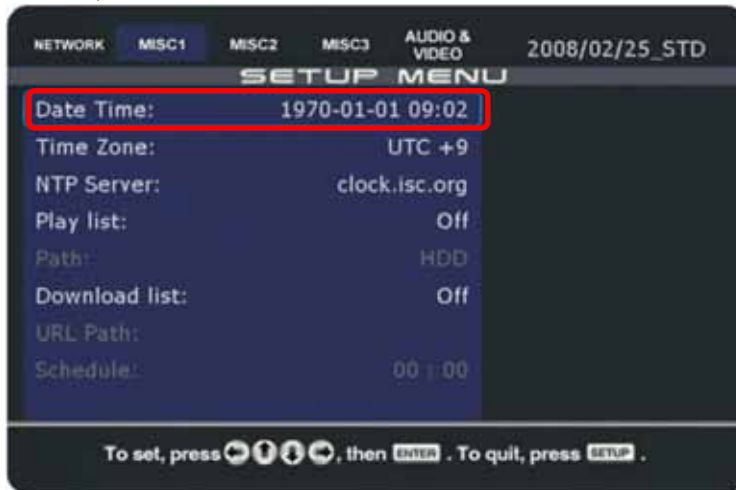 NETWORK MISC1 MISC2 MISC3 AUDIO & VIDEO 2008/02/25_STD
SETUP MENU
Date Time: 1970-01-01 09:02
Time Zone: UTC +9
NTP Server: clock.isc.org
Play list: Off
Path: HDD
Download list: Off
URL Path:
Schedule: 00 : 00
To set, press , then ENTER . To quit, press SETUP .